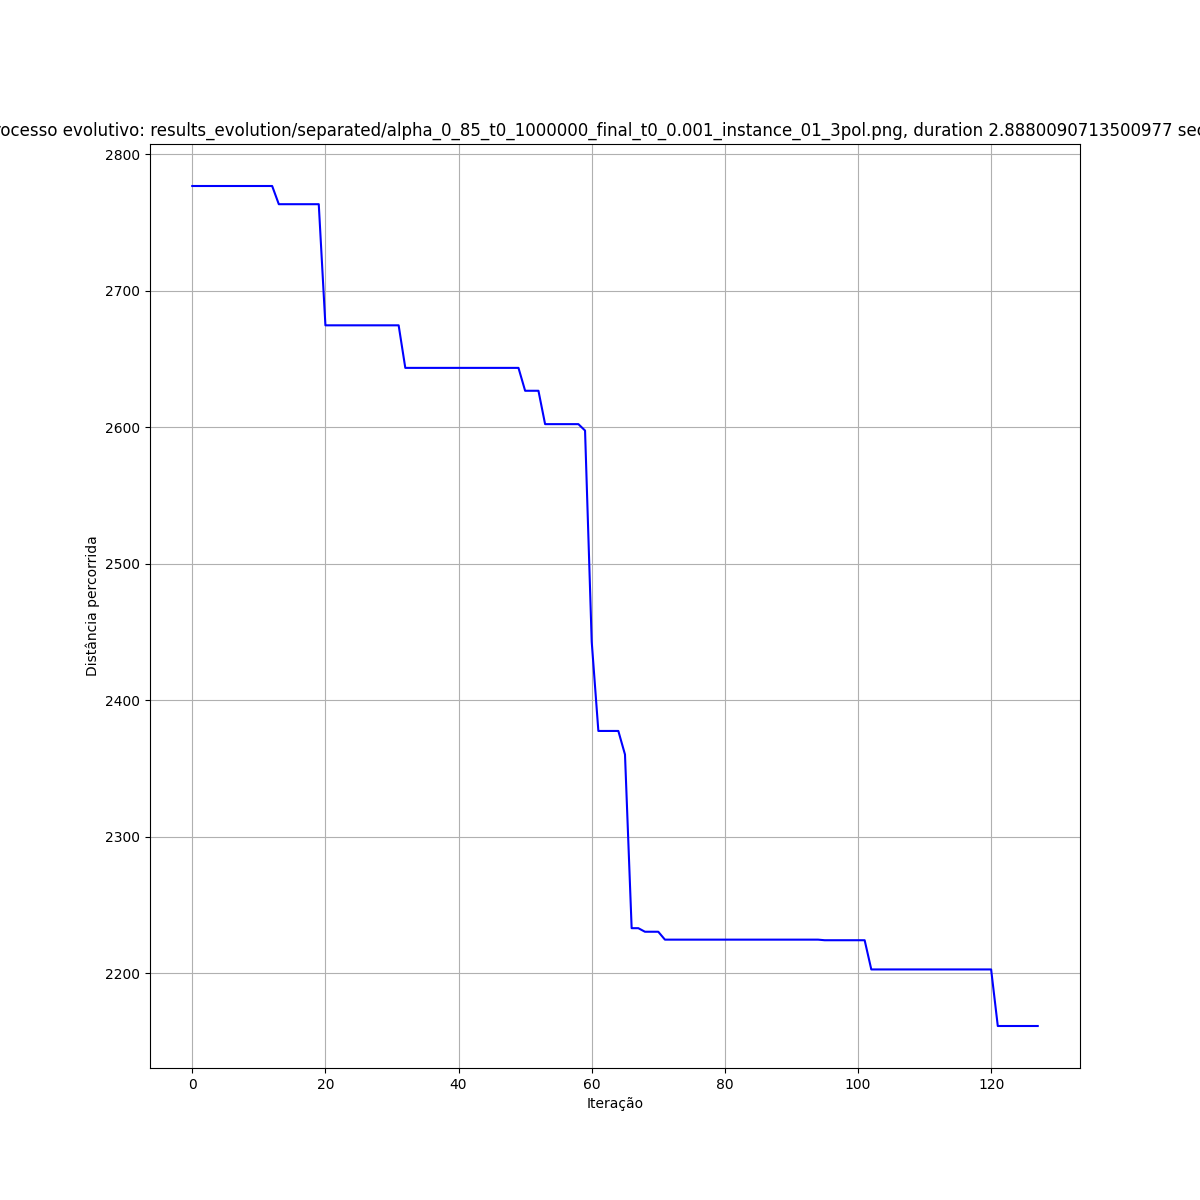 ocesso evolutivo: results_evolution/separated/alpha_0_85_t0_1000000_final_t0_0.001_instance_01_3pol.png, duration 2.8880090713500977 sec
2800
2700
2600
2500
2400
2300
2200
Distância percorrida
0 20 40 60 80 100 120
Iteração